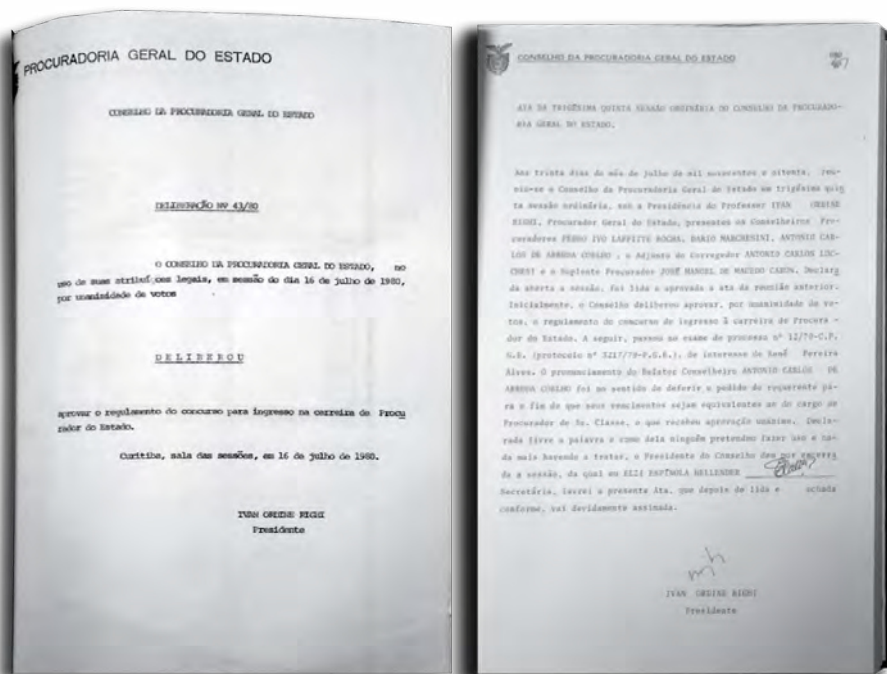 PROCURADORIA GERAL DO ESTADO
CONSELHO DA PROCURADORIA GERAL DO ESTADO
DELIBERAÇÃO Nº 43/80
O CONSELHO DA PROCURADORIA GERAL DO ESTADO, no
uso de suas atribuições legais, em sessão do dia 16 de julho de 1980,
por unanimidade de votos
DELIBEROU
aprovar o regulamento do concurso para ingresso na carreira de Procu
rador do Estado.
Curitiba, sala das sessões, em 16 de julho de 1980.
IVAN ORDINE RIGHI
Presidente
CONSELHO DA PROCURADORIA GERAL DO ESTADO
ATA DA TRIGÉSIMA QUINTA SESSÃO ORDINÁRIA DO CONSELHO DA PROCURADO-
RIA GERAL DO ESTADO.
Aos trinta dias do mês de julho de mil novecentos e oitenta, reu-
niu-se o Conselho da Procuradoria Geral do Estado em trigésima quin
ta sessão ordinária, sob a Presidência do Professor IVAN ORDINE
RIGHI, Procurador Geral do Estado, presentes os Conselheiros Pro-
curadores PEDRO IVO LAFFITTE ROCHA, DARIO MARCHESINI, ANTONIO CAR-
LOS DE ARRUDA COELHO, o Adjunto de Corregedor ANTONIO CARLOS
e o Suplente Procurador JOSÉ MANOEL DE MACEDO CARON. Declara
da aberta a sessão, foi lida e aprovada a ata da reunião anterior.
Inicialmente, o Conselho deliberou aprovar, por unanimidade de vo-
tos, o regulamento do concurso de ingresso à carreira de Procura -
dor do Estado. A seguir, passou ao exame do processo nº 12/79-C.P.
G.E. (protocolo nº 3217/79-P.G.E.), de interesse de René Pereira
Alves. O pronunciamento do Relator Conselheiro ANTONIO CARLOS DE
ARRUDA COELHO foi no sentido de deferir o pedido do requerente pa-
ra o fim de que seus vencimentos sejam equivalentes ao do cargo de
Procurador de Classe, o que recebeu aprovação unânime. Decla-
rada livre a palavra e como dela ninguém pretendeu fazer uso e na-
da mais havendo a tratar, o Presidente do Conselho deu por encerra
da a sessão, da qual eu ELZI ESPÍNOLA HELLENDER
Secretária, lavrei a presente Ata, que depois de lida e achada
conforme, vai devidamente assinada.
IVAN ORDINE RIGHI
Presidente